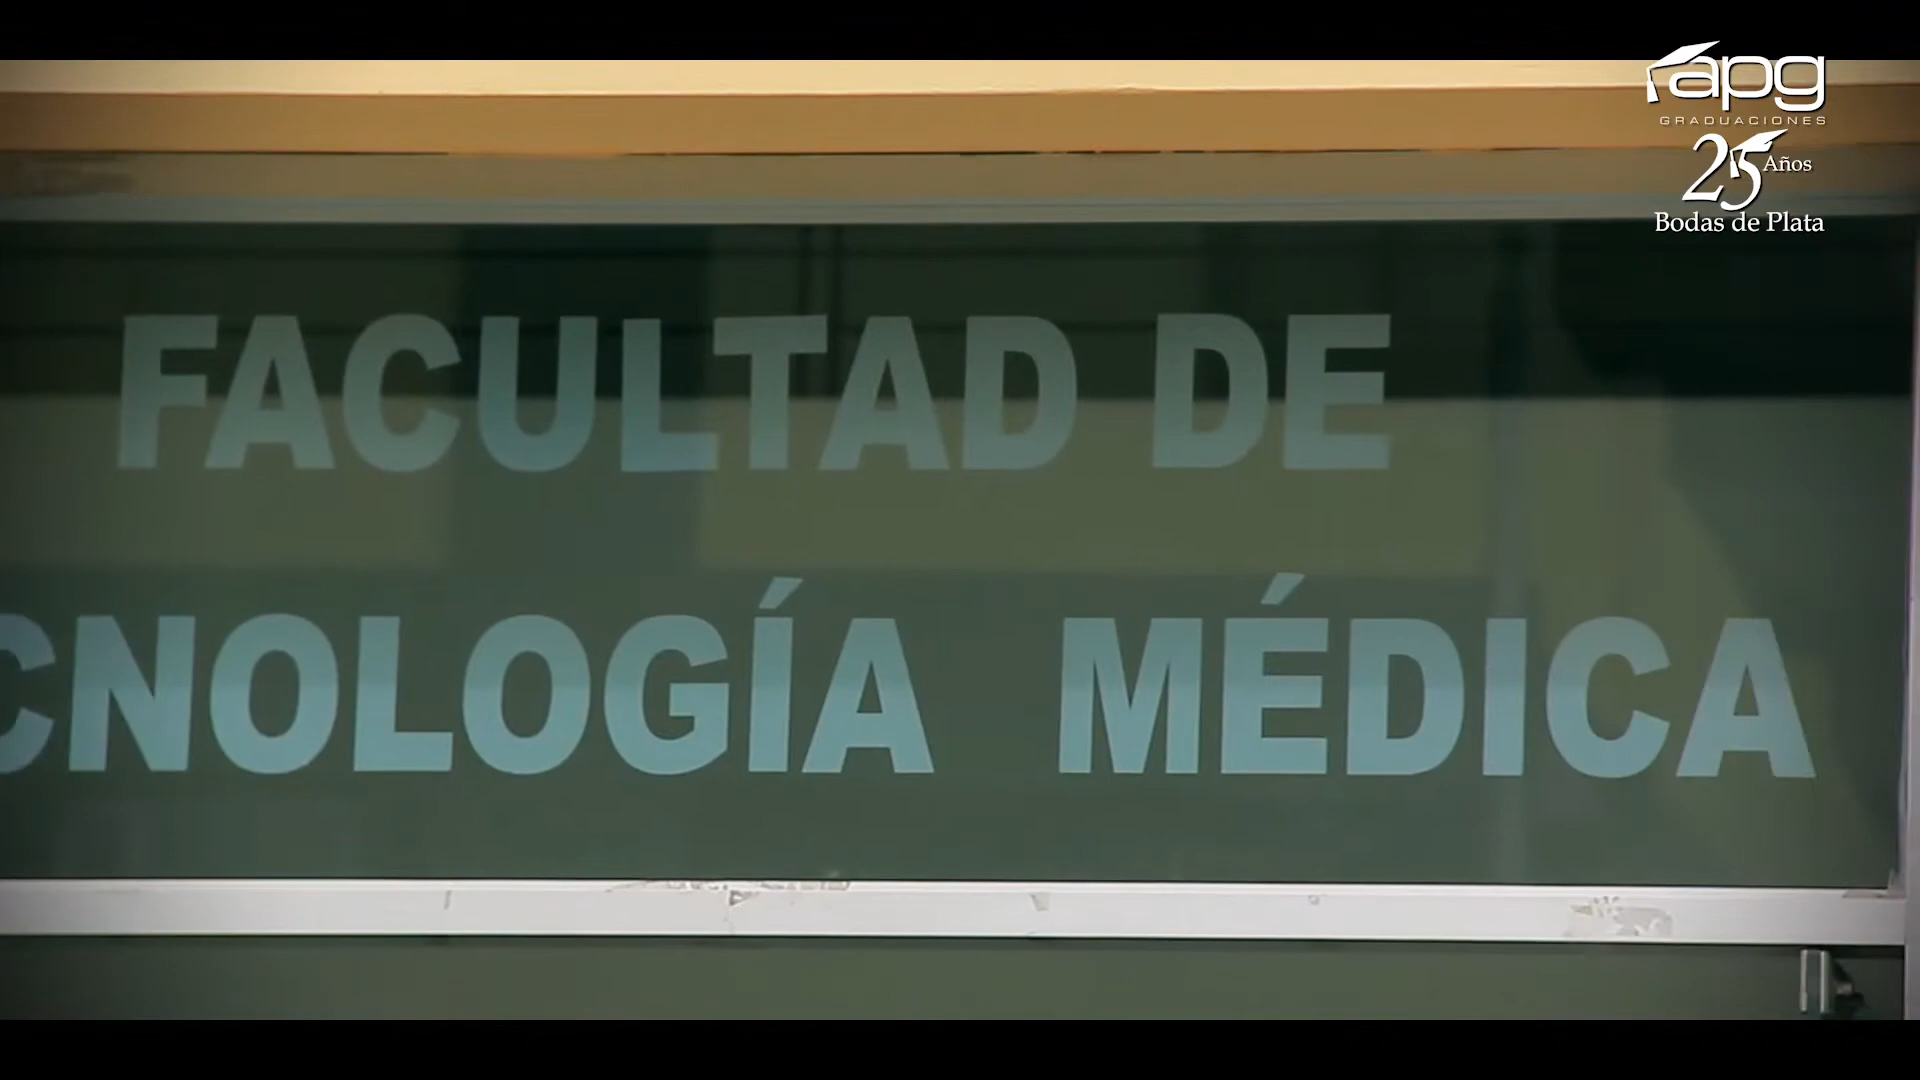 apg
GRADUACIONES
25 Años
Bodas de Plata
FACULTAD DE
CNOLOGÍA MÉDICA